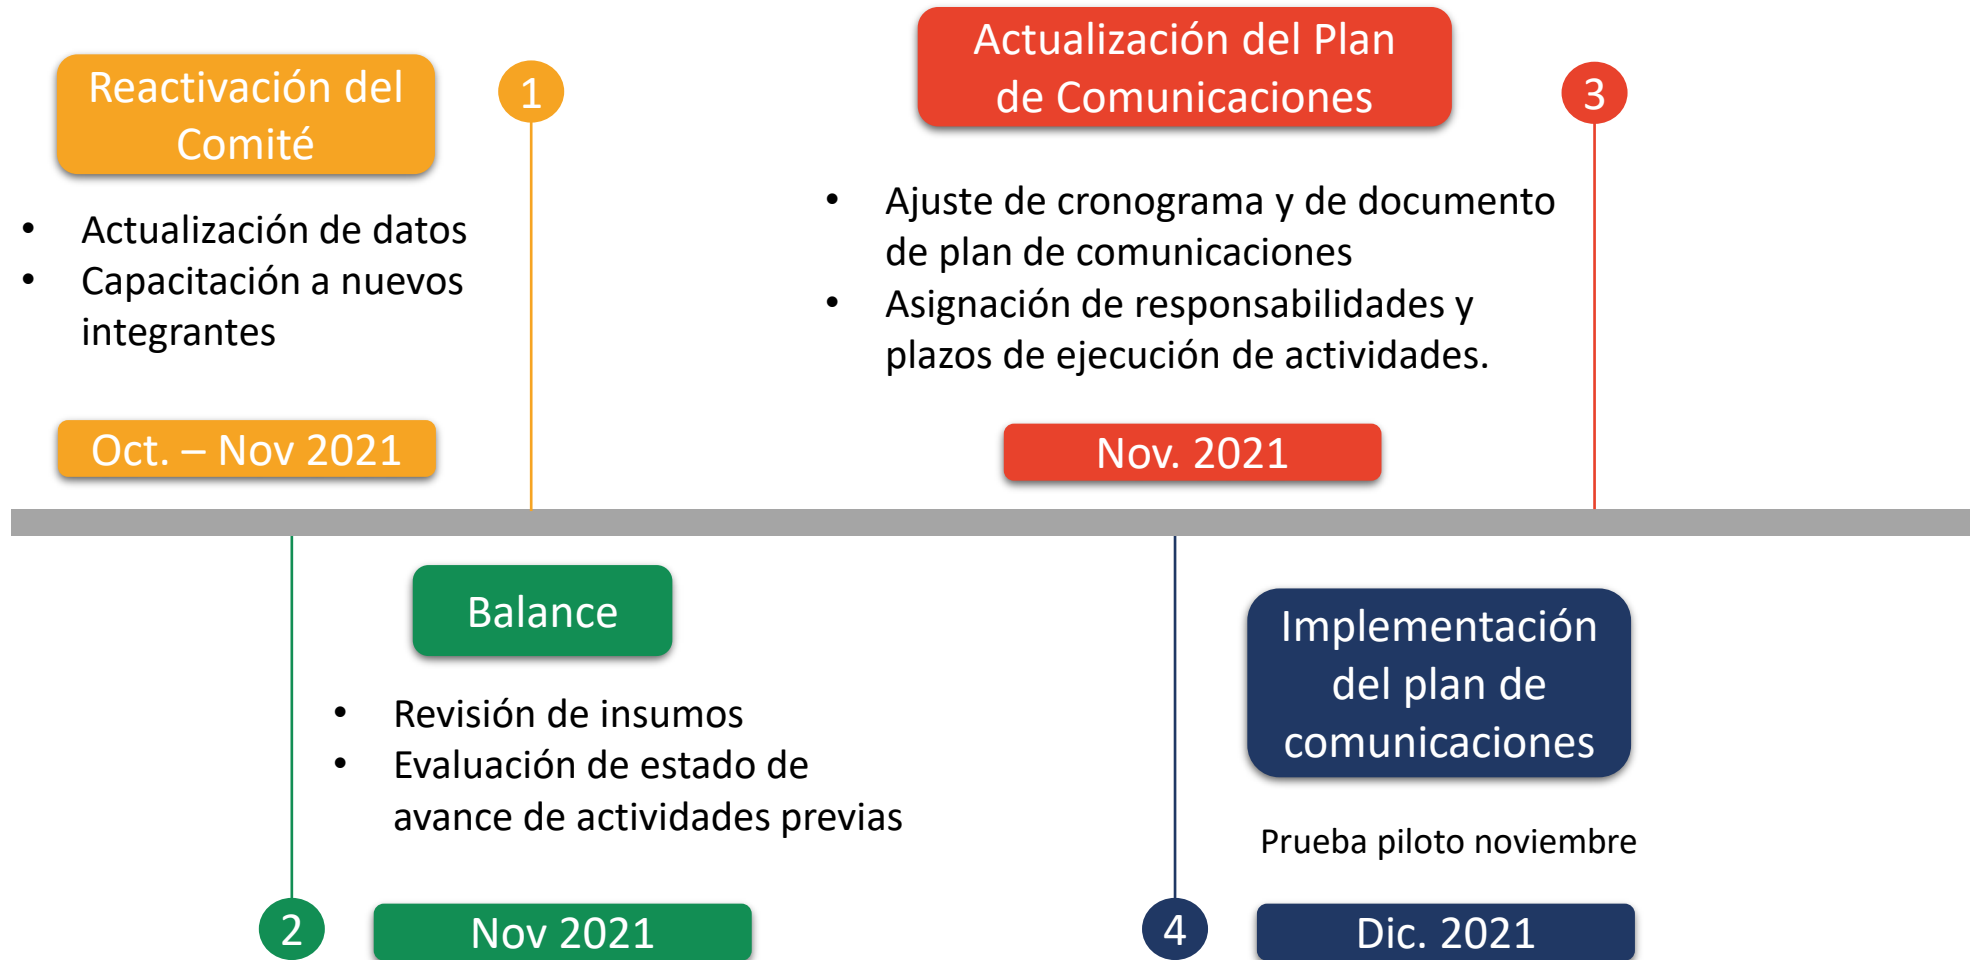 Reactivación del
Comité
1
• Actualización de datos
• Capacitación a nuevos
integrantes
Oct. – Nov 2021
Balance
• Revisión de insumos
• Evaluación de estado de
avance de actividades previas
2
Nov 2021
Actualización del Plan
de Comunicaciones
3
• Ajuste de cronograma y de documento
de plan de comunicaciones
• Asignación de responsabilidades y
plazos de ejecución de actividades.
Nov. 2021
Implementación
del plan de
comunicaciones
Prueba piloto noviembre
4
Dic. 2021